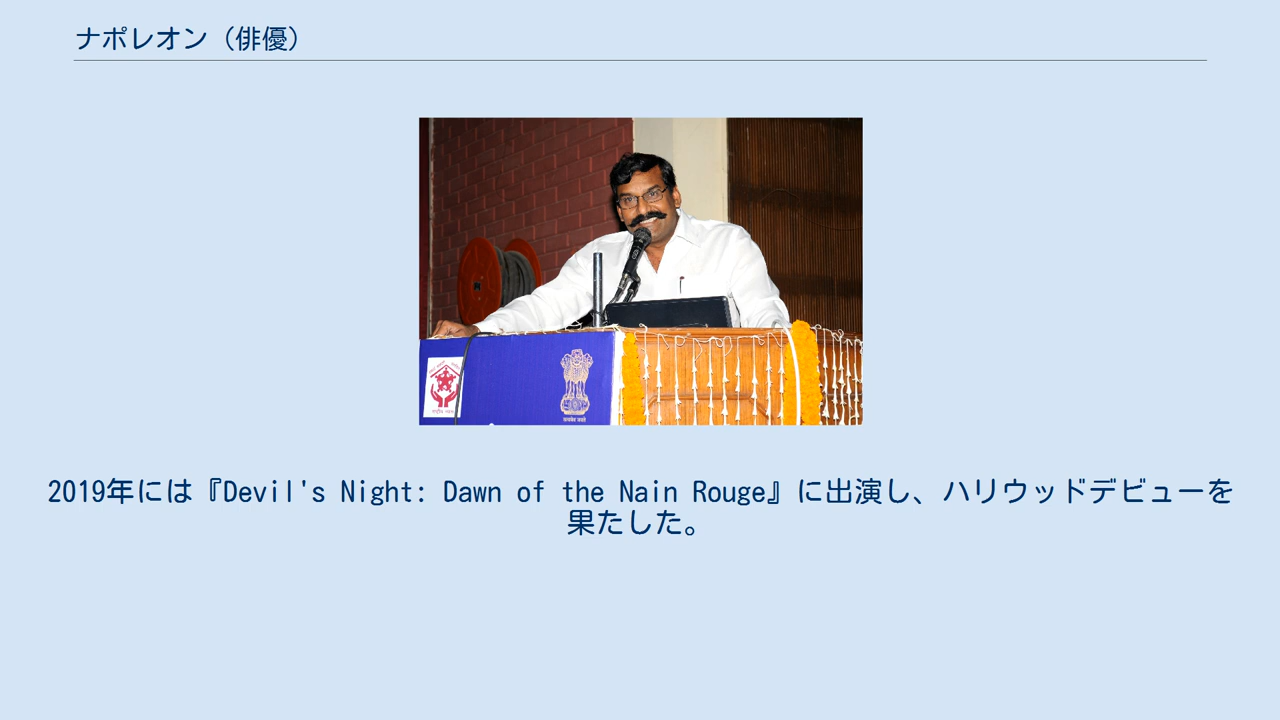 ナポレオン（俳優）
2019年には『Devil's Night: Dawn of the Nain Rouge』に出演し、ハリウッドデビューを
果たした。